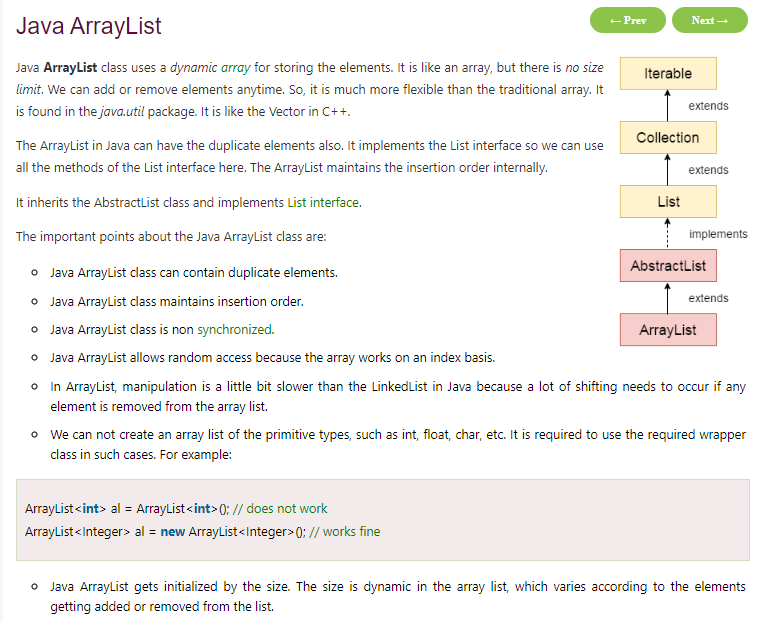 Java ArrayList
← Prev
Next →
Java ArrayList class uses a dynamic array for storing the elements. It is like an array, but there is no size
limit. We can add or remove elements anytime. So, it is much more flexible than the traditional array. It
is found in the java.util package. It is like the Vector in C++.
The ArrayList in Java can have the duplicate elements also. It implements the List interface so we can use
all the methods of the List interface here. The ArrayList maintains the insertion order internally.
It inherits the AbstractList class and implements List interface.
The important points about the Java ArrayList class are:
Iterable
extends
Collection
extends
List
implements
AbstractList
extends
ArrayList
Java ArrayList class can contain duplicate elements.
Java ArrayList class maintains insertion order.
Java ArrayList class is non synchronized.
Java ArrayList allows random access because the array works on an index basis.
In ArrayList, manipulation is a little bit slower than the LinkedList in Java because a lot of shifting needs to occur if any
element is removed from the array list.
We can not create an array list of the primitive types, such as int, float, char, etc. It is required to use the required wrapper
class in such cases. For example:
ArrayList<int> al = ArrayList<int>(); // does not work
ArrayList<Integer> al = new ArrayList<Integer>(); // works fine
Java ArrayList gets initialized by the size. The size is dynamic in the array list, which varies according to the elements
getting added or removed from the list.